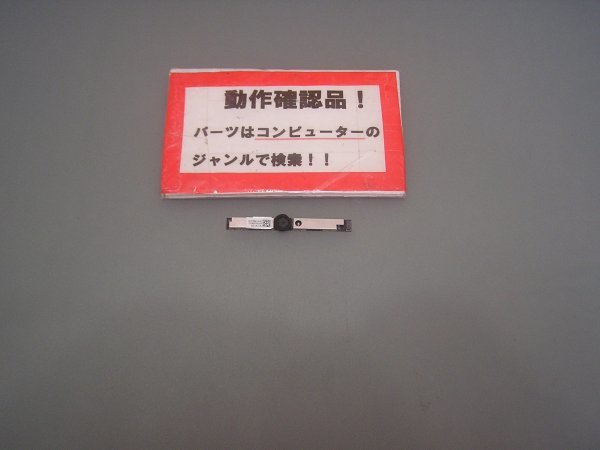 動作確認品！
パーツはコンピューターの
ジャンルで検索！！